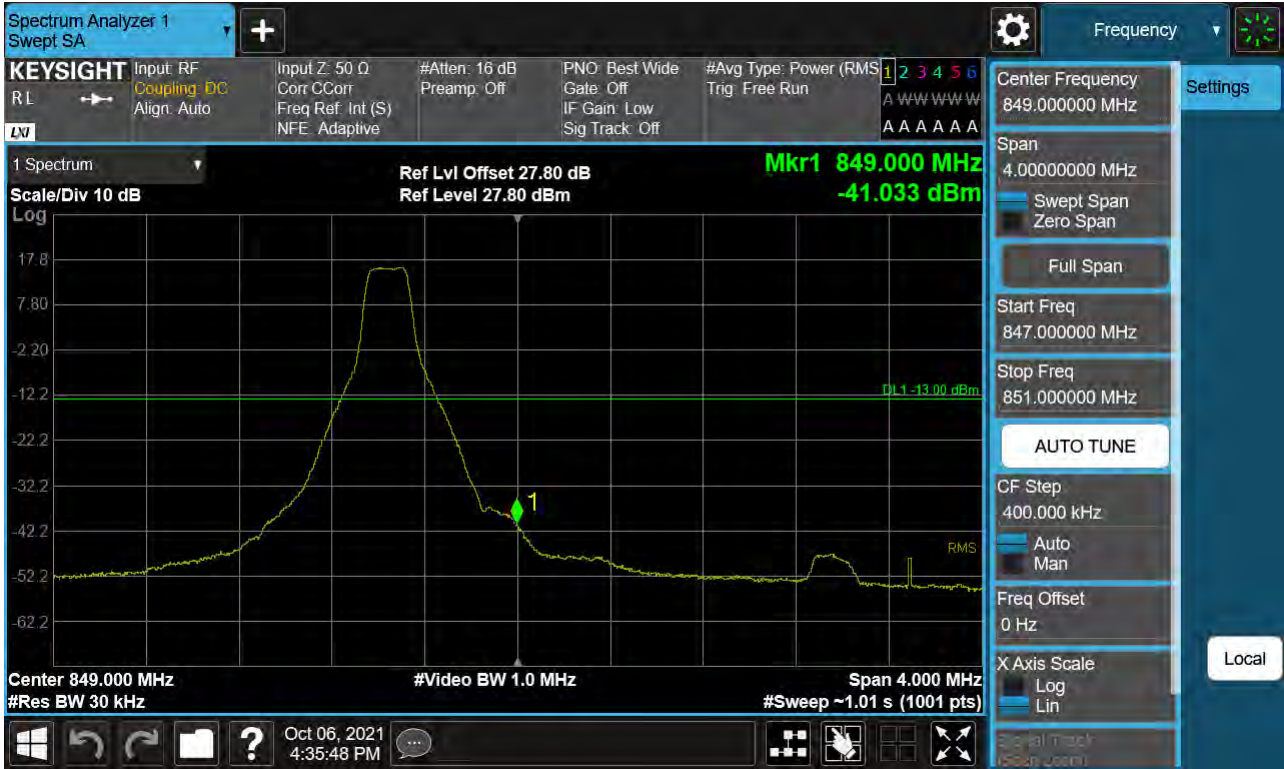 Spectrum Analyzer 1
Swept SA
Frequency
KEYSIGHT
R L
LXI
Input: RF
Coupling: DC
Align: Auto
Input Z: 50 Ω
Corr CCorr
Freq Ref: Int (S)
NFE: Adaptive
#Atten: 16 dB
Preamp: Off
PNO: Best Wide
Gate: Off
IF Gain: Low
Sig Track: Off
#Avg Type: Power (RMS
Trig: Free Run
1 2 3 4 5 6
A W W W W W
A A A A A A
1 Spectrum
Scale/Div 10 dB
Log
Ref Lvl Offset 27.80 dB
Ref Level 27.80 dBm
Mkr1 849.000 MHz
-41.033 dBm
17.8
7.80
-2.20
-12.2
-22.2
-32.2
-42.2
-52.2
-62.2
DL1 -13.00 dBm
1
RMS
Center 849.000 MHz
#Video BW 1.0 MHz
Span 4.000 MHz
#Res BW 30 kHz
#Sweep ~1.01 s (1001 pts)
Center Frequency
849.000000 MHz
Settings
Span
4.00000000 MHz
Swept Span
Zero Span
Full Span
Start Freq
847.000000 MHz
Stop Freq
851.000000 MHz
AUTO TUNE
CF Step
400.000 kHz
Auto
Man
Freq Offset
0 Hz
X Axis Scale
Log
Lin
Local
Signal Track
(Span Zoom)
?
Oct 06, 2021
4:35:48 PM